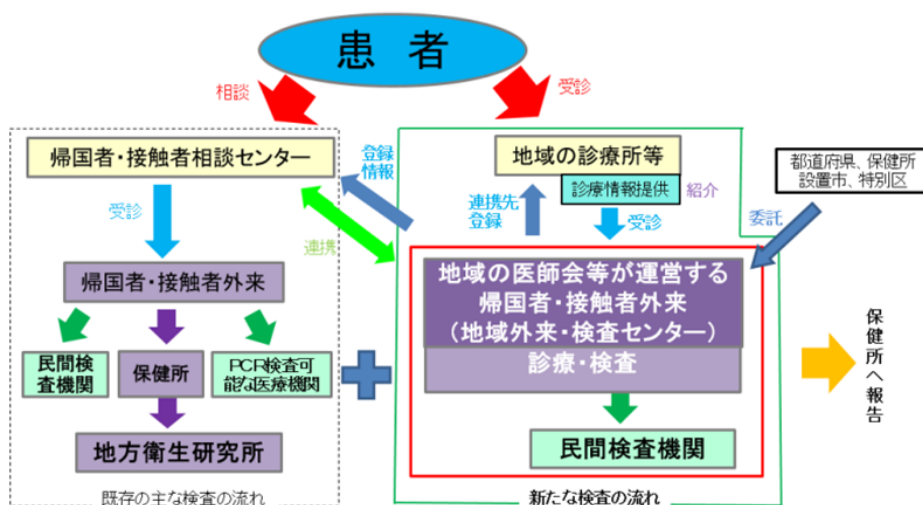 患 者
相談
受診
帰国者・接触者相談センター
受診
帰国者・接触者外来
民間検
査機関
保健所
PCR検査可
能な医療機関
地方衛生研究所
既存の主な検査の流れ
登録
情報
連携
地域の診療所等
診療情報提供
紹介
連携先
登録
受診
都道府県、保健所
設置市、特別区
委託
地域の医師会等が運営する
帰国者・接触者外来
（地域外来・検査センター）
診療・検査
民間検査機関
新たな検査の流れ
保健所へ報告